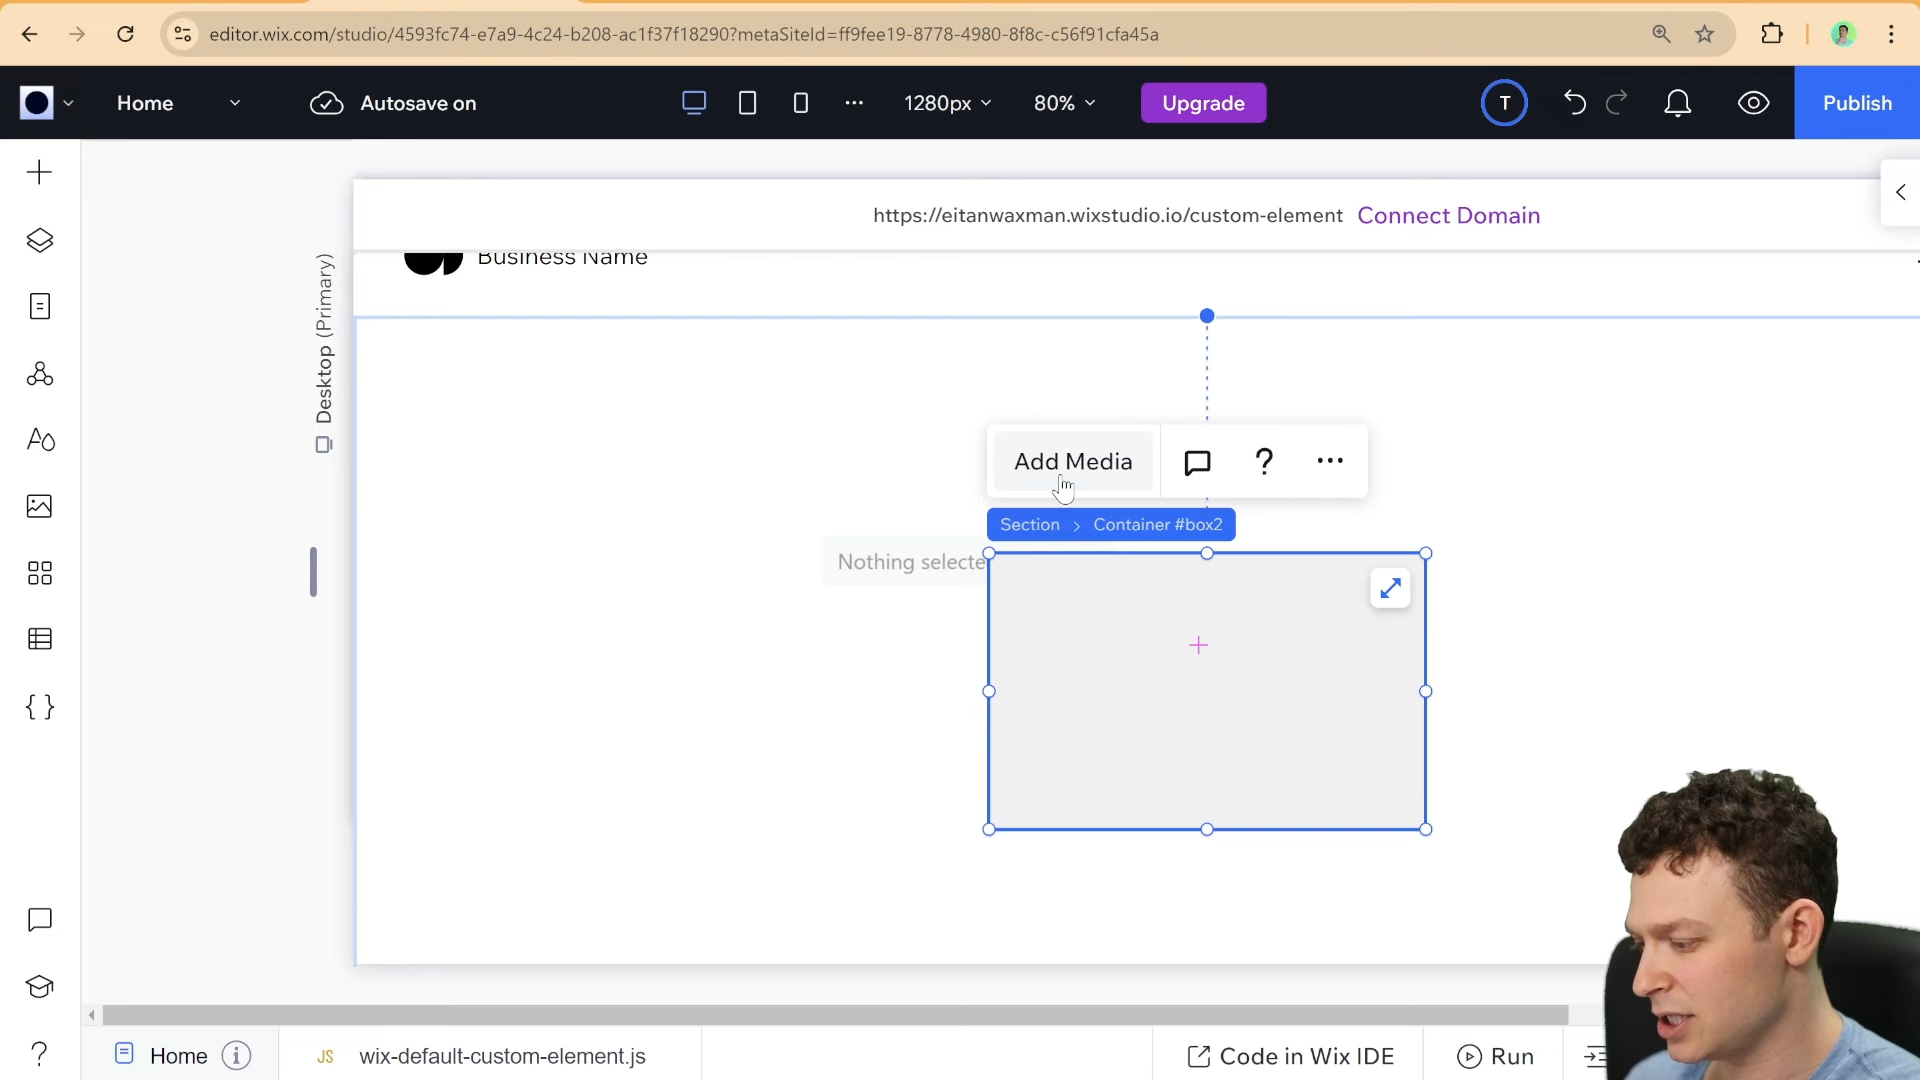 editor.wix.com/studio/4593fc74-e7a9-4c24-b208-ac1f37f18290?metaSiteId=ff9fee19-8778-4980-8f8c-c56f91cfa45a
Home
Autosave on
1280px
80%
Upgrade
T
Publish
https://eitanwaxman.wixstudio.io/custom-element Connect Domain
Business Name
Desktop (Primary)
Add Media
Section > Container #box2
Nothing selecte
Home
JS wix-default-custom-element.js
Code in Wix IDE
Run